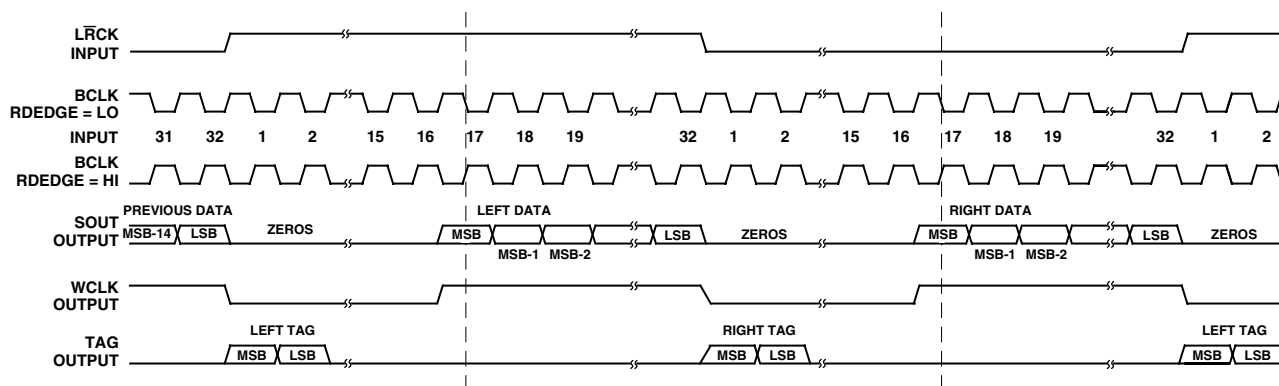 LRCK
INPUT
BCLK
RDEDGE = LO
INPUT 31 32 1 2 15 16 17 18 19 32 1 2 15 16 17 18 19 32 1 2
BCLK
RDEDGE = HI
PREVIOUS DATA LEFT DATA RIGHT DATA
SOUT
OUTPUT MSB-14 LSB ZEROS MSB LSB ZEROS MSB LSB ZEROS
MSB-1 MSB-2 MSB-1 MSB-2
WCLK
OUTPUT
LEFT TAG RIGHT TAG LEFT TAG
TAG
OUTPUT MSB LSB MSB LSB MSB LSB